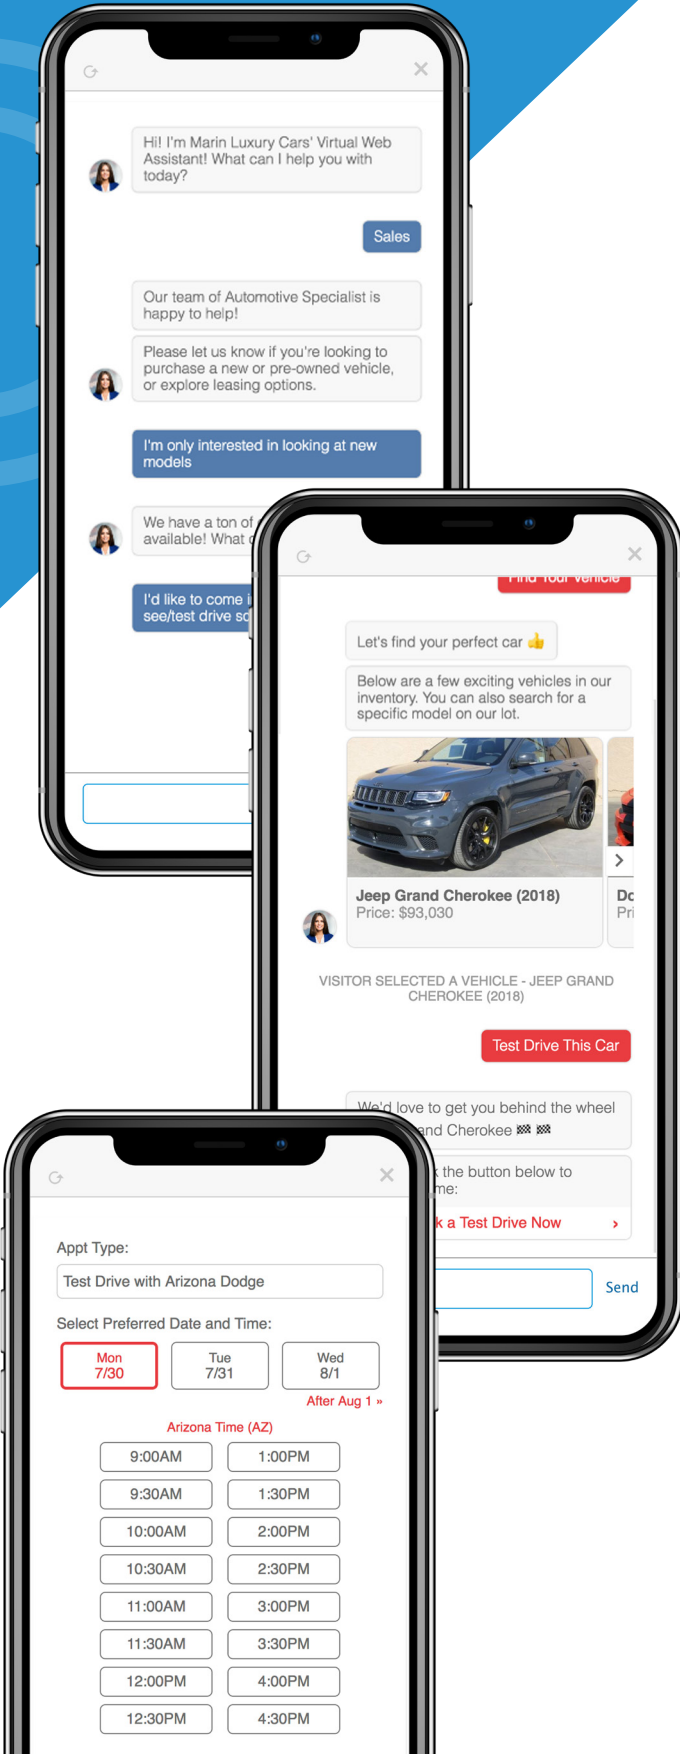 Hi! I'm Marin Luxury Cars' Virtual Web
Assistant! What can I help you with
today?
Sales
Our team of Automotive Specialist is
happy to help!
Please let us know if you're looking to
purchase a new or pre-owned vehicle,
or explore leasing options.
I'm only interested in looking at new
models
We have a ton of
available! What
I'd like to come
see/test drive
Find Your Vehicle
Let's find your perfect car 👍
Below are a few exciting vehicles in our
inventory. You can also search for a
specific model on our lot.
Jeep Grand Cherokee (2018)
Price: $93,030
VISITOR SELECTED A VEHICLE - JEEP GRAND
CHEROKEE (2018)
Test Drive This Car
We'd love to get you behind the wheel
and Cherokee 🏁 🏁
the button below to
me:
a Test Drive Now
Send
Appt Type:
Test Drive with Arizona Dodge
Select Preferred Date and Time:
Mon
7/30
Tue
7/31
Wed
8/1
After Aug 1 »
Arizona Time (AZ)
9:00AM 1:00PM
9:30AM 1:30PM
10:00AM 2:00PM
10:30AM 2:30PM
11:00AM 3:00PM
11:30AM 3:30PM
12:00PM 4:00PM
12:30PM 4:30PM